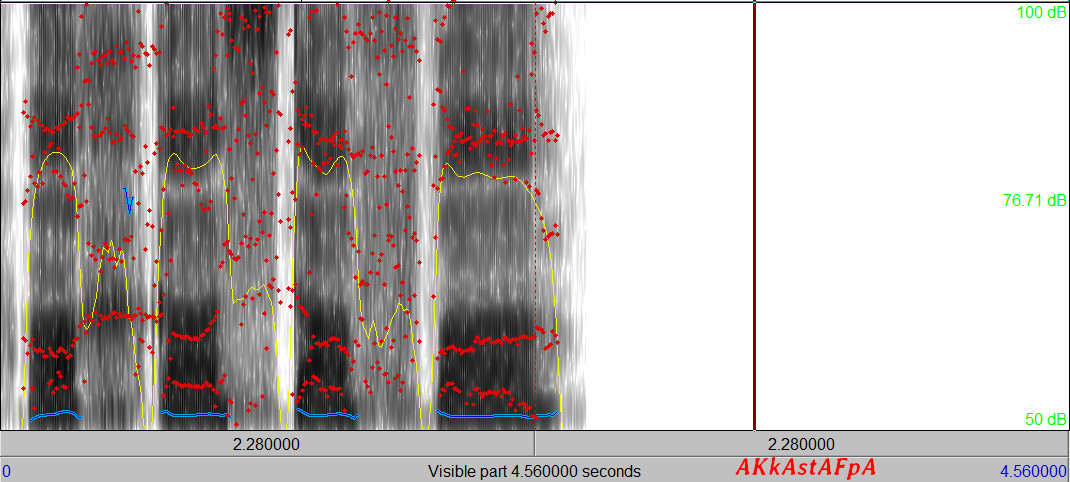 100 dB
76.71 dB
50 dB
2.280000 2.280000
0 Visible part 4.560000 seconds AKkAstAFpA 4.560000